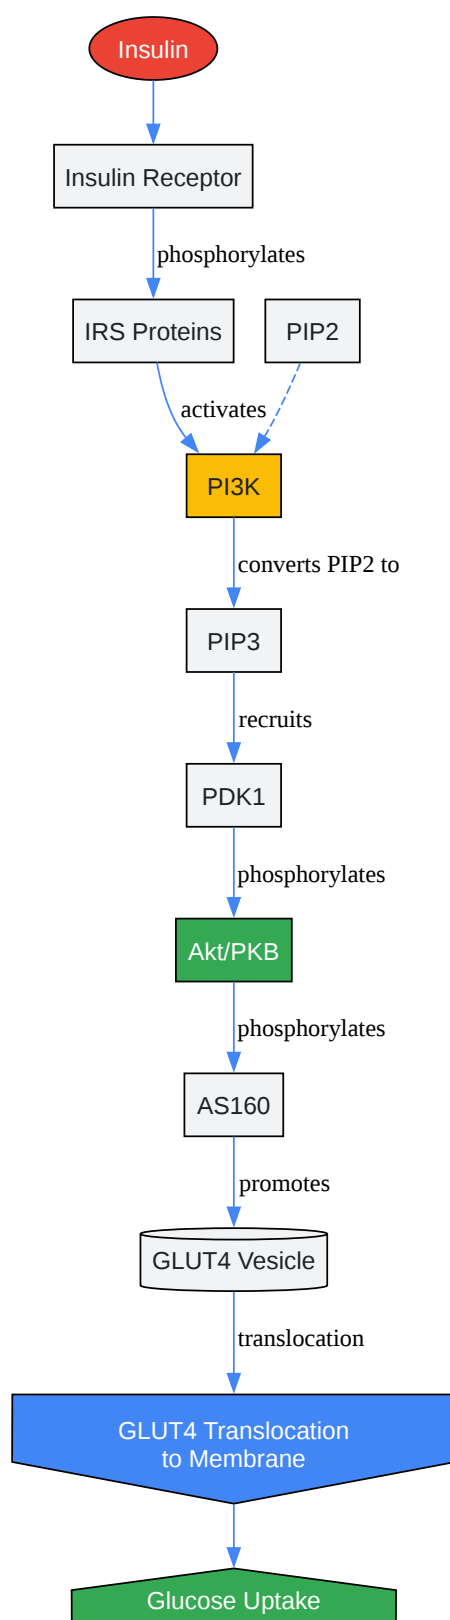 Insulin
Insulin Receptor
phosphorylates
IRS Proteins
PIP2
activates
PI3K
converts PIP2 to
PIP3
recruits
PDK1
phosphorylates
Akt/PKB
phosphorylates
AS160
promotes
GLUT4 Vesicle
translocation
GLUT4 Translocation
to Membrane
Glucose Uptake